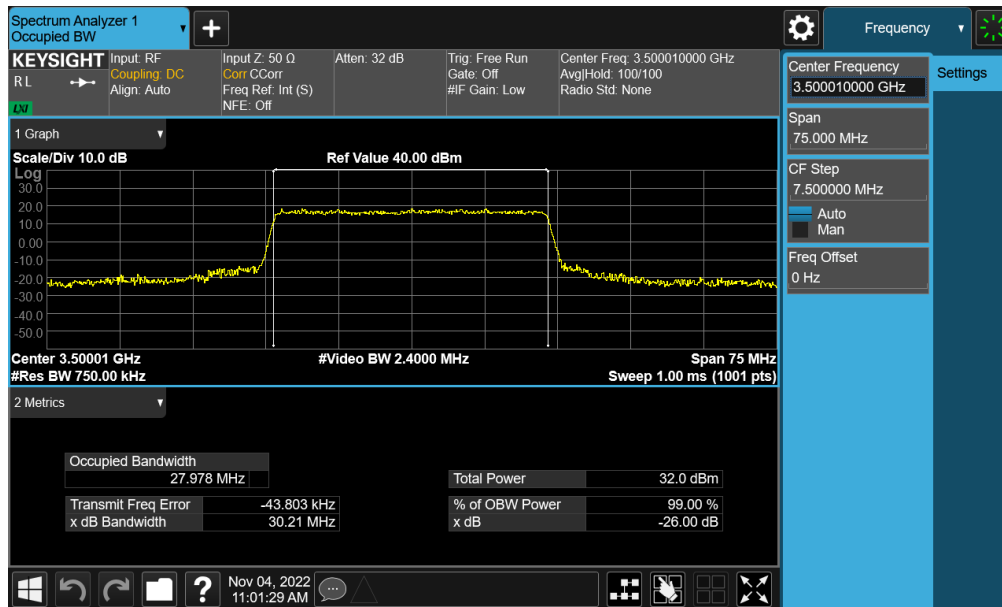 Spectrum Analyzer 1
Occupied BW
+
Frequency
KEYSIGHT
R L
LXI
Input: RF
Coupling: DC
Align: Auto
Input Z: 50 Ω
Corr CCorr
Freq Ref: Int (S)
NFE: Off
Atten: 32 dB
Trig: Free Run
Gate: Off
#IF Gain: Low
Center Freq: 3.500010000 GHz
Avg|Hold: 100/100
Radio Std: None
Center Frequency
3.500010000 GHz
Settings
Span
75.000 MHz
CF Step
7.500000 MHz
Auto
Man
Freq Offset
0 Hz
1 Graph
Scale/Div 10.0 dB
Ref Value 40.00 dBm
Log
30.0
20.0
10.0
0.00
-10.0
-20.0
-30.0
-40.0
-50.0
Center 3.50001 GHz
#Video BW 2.4000 MHz
Span 75 MHz
#Res BW 750.00 kHz
Sweep 1.00 ms (1001 pts)
2 Metrics
Occupied Bandwidth
27.978 MHz
Total Power 32.0 dBm
Transmit Freq Error -43.803 kHz
% of OBW Power 99.00 %
x dB Bandwidth 30.21 MHz
x dB -26.00 dB
?
Nov 04, 2022
11:01:29 AM